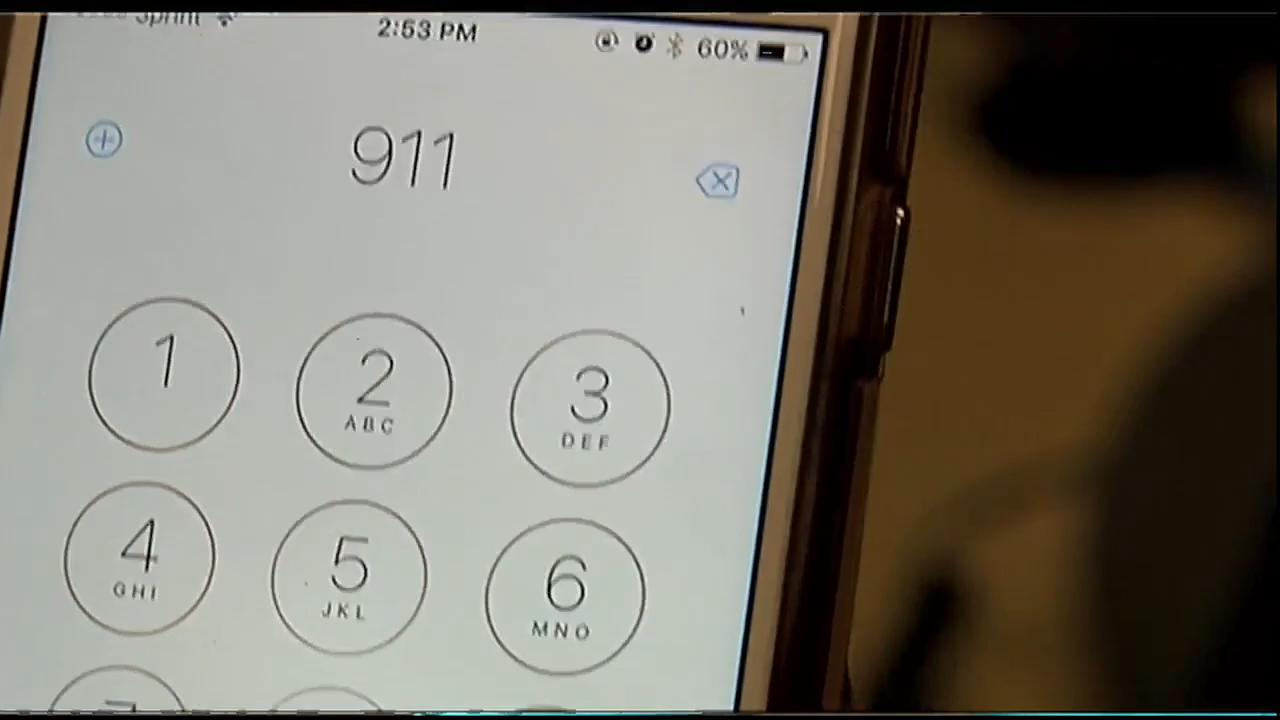 Sprint 2:53 PM 60%
911
1 2 3
ABC DEF
4 5 6
GHI JKL MNO